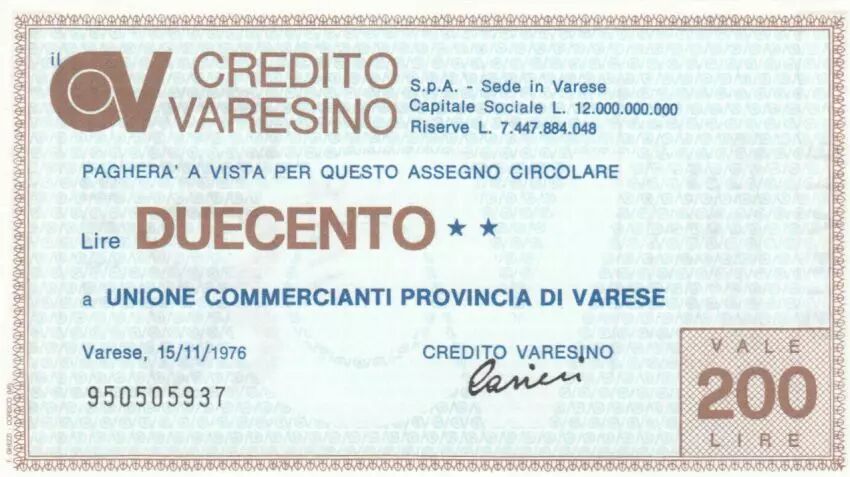 il CV CREDITO
VARESINO
S.p.A. - Sede in Varese
Capitale Sociale L. 12.000.000.000
Riserve L. 7.447.884.048
PAGHERA' A VISTA PER QUESTO ASSEGNO CIRCOLARE
Lire DUECENTO ★ ★
a UNIONE COMMERCIANTI PROVINCIA DI VARESE
Varese, 15/11/1976
CREDITO VARESINO
950505937
VALE
200
LIRE